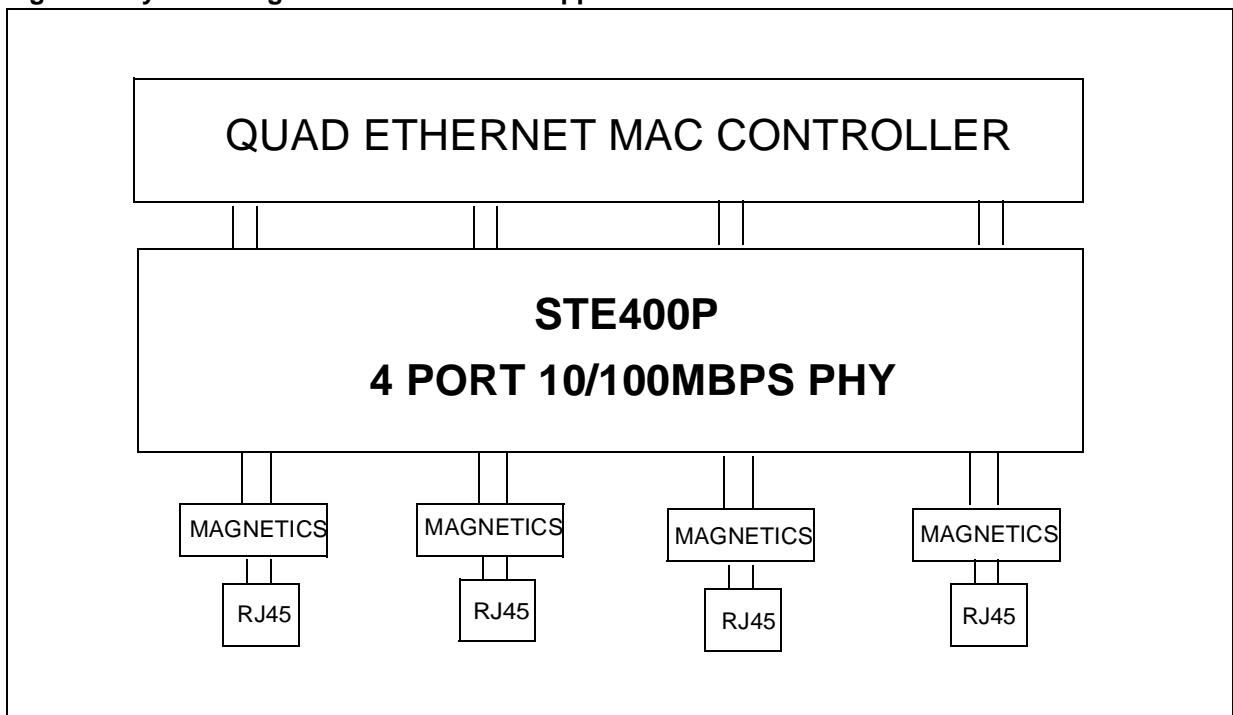 QUAD ETHERNET MAC CONTROLLER
STE400P
4 PORT 10/100MBPS PHY
MAGNETICS MAGNETICS MAGNETICS MAGNETICS
RJ45 RJ45 RJ45 RJ45